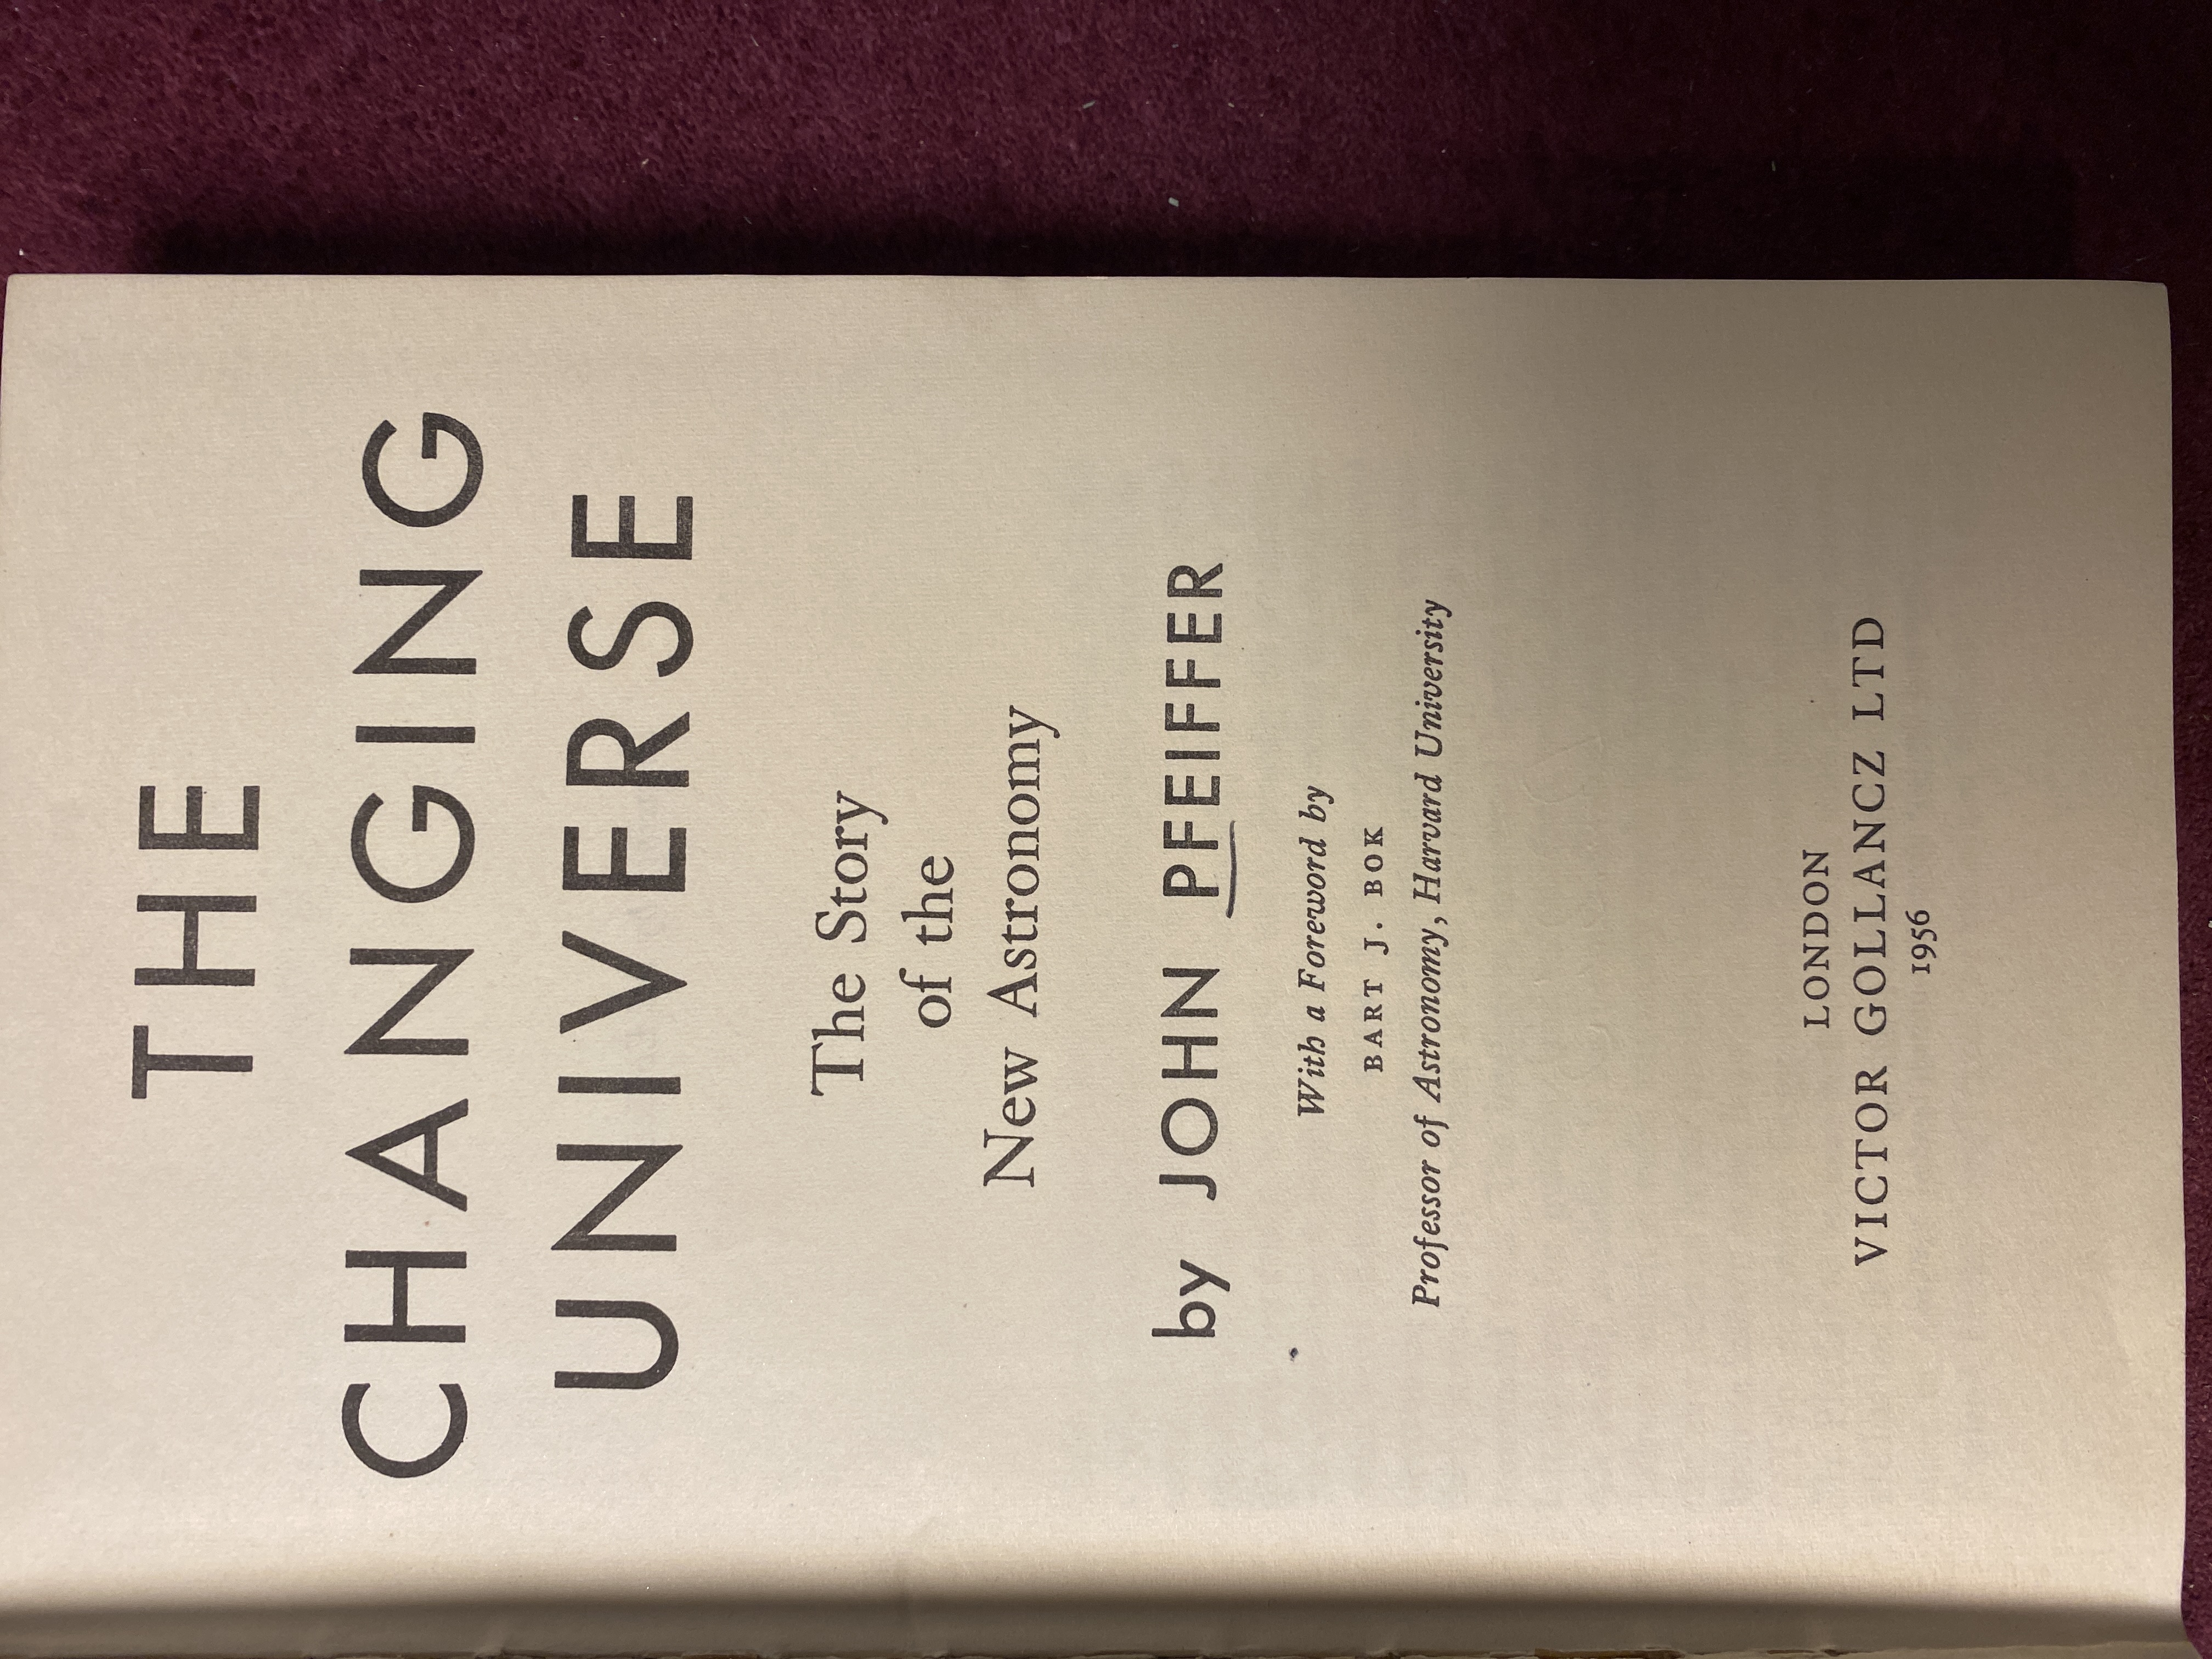 THE
CHANGING
UNIVERSE
The Story
of the
New Astronomy
by JOHN PFEIFFER
With a Foreword by
BART J. BOK
Professor of Astronomy, Harvard University
LONDON
VICTOR GOLLANCZ LTD
1956